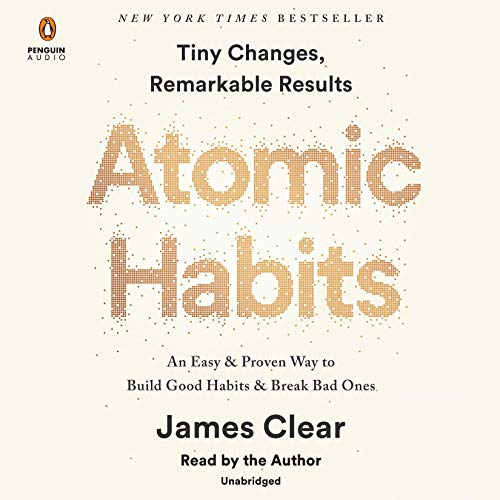 NEW YORK TIMES BESTSELLER
PENGUIN
AUDIO
Tiny Changes,
Remarkable Results
Atomic
Habits
An Easy & Proven Way to
Build Good Habits & Break Bad Ones
James Clear
Read by the Author
Unabridged